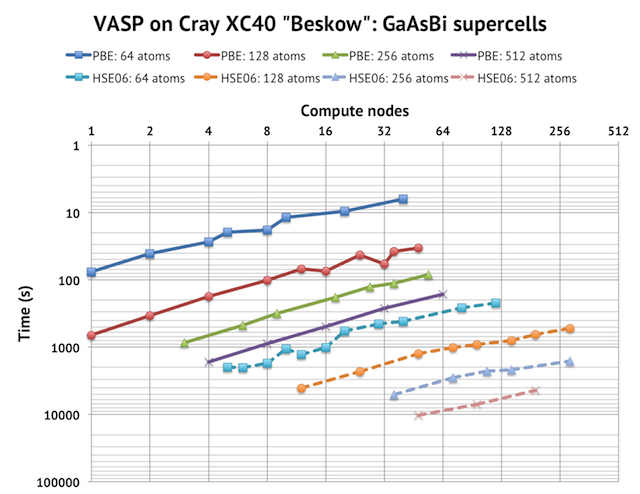 VASP on Cray XC40 "Beskow": GaAsBi supercells
PBE: 64 atoms PBE: 128 atoms PBE: 256 atoms PBE: 512 atoms
HSE06: 64 atoms HSE06: 128 atoms HSE06: 256 atoms HSE06: 512 atoms
Compute nodes
1 2 4 8 16 32 64 128 256 512
1
10
100
1000
10000
100000
Time (s)